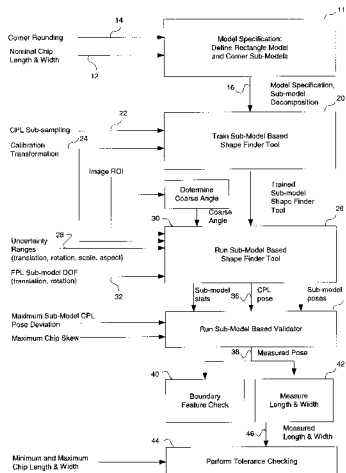 11
14
Corner Rounding
Model Specification:
Define Rectangle Model
and Corner Sub-Models
Nominal Chip
Length & Width
12
16
Model Specification,
Sub-model
Decomposition
20
22
CPL Sub-sampling
24
Calibration
Transformation
Train Sub-Model Based
Shape Finder Tool
Image ROI
Determine
Coarse Angle
Trained
Sub-model
Shape Finder
Tool
Coarse
Angle
30
26
28
Uncertainty
Ranges
(translation, rotation, scale, aspect)
Run Sub-Model Based
Shape Finder Tool
FPL Sub-model DOF
(translation, rotation)
32
Sub-model
stats
36
CPL
pose
Sub-model
poses
Maximum Sub-Model CPL
Pose Deviation
Run Sub-Model Based Validator
Maximum Chip Skew
38
Measured Pose
40
42
Boundary
Feature Check
Measure
Length & Width
44
46
Measured
Length & Width
Minimum and Maximum
Chip Length & Width
Perform Tolerance Checking